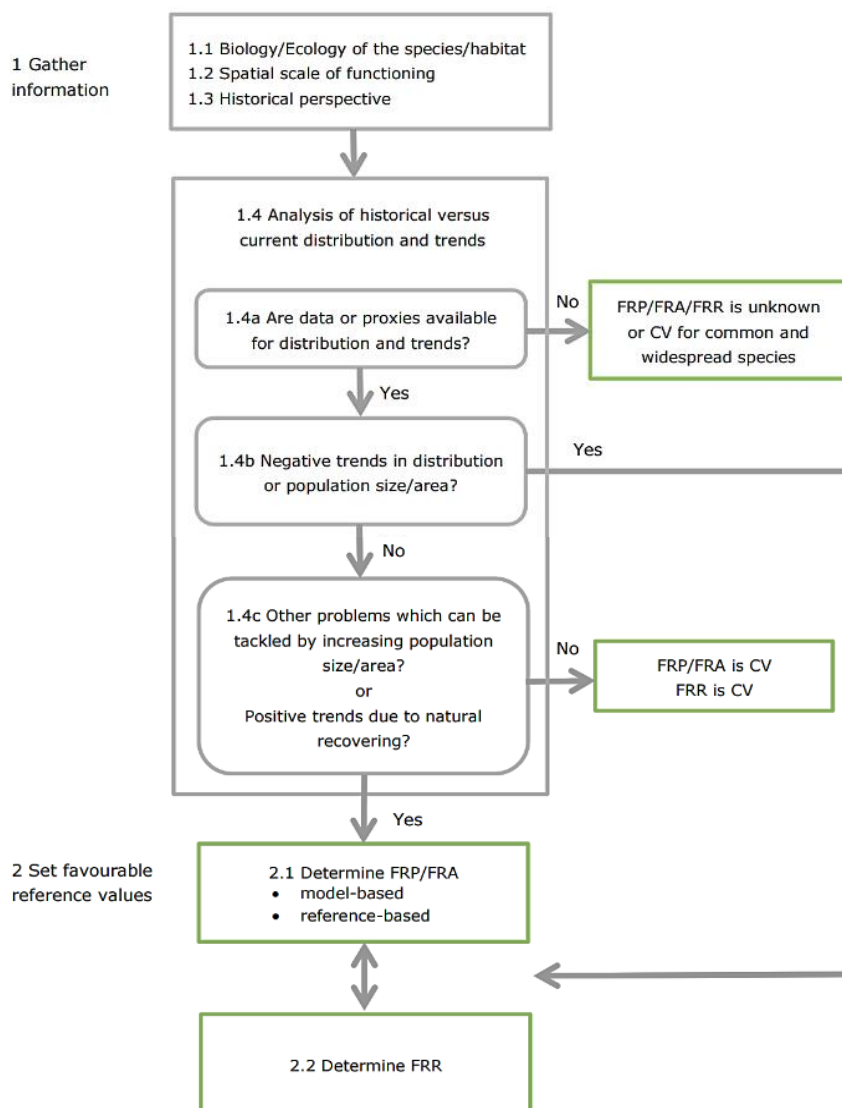 1 Gather
information
1.1 Biology/Ecology of the species/habitat
1.2 Spatial scale of functioning
1.3 Historical perspective
1.4 Analysis of historical versus
current distribution and trends
1.4a Are data or proxies available
for distribution and trends?
No
FRP/FRA/FRR is unknown
or CV for common and
widespread species
Yes
1.4b Negative trends in distribution
or population size/area?
Yes
No
1.4c Other problems which can be
tackled by increasing population
size/area?
or
Positive trends due to natural
recovering?
No
FRP/FRA is CV
FRR is CV
Yes
2 Set favourable
reference values
2.1 Determine FRP/FRA
• model-based
• reference-based
2.2 Determine FRR